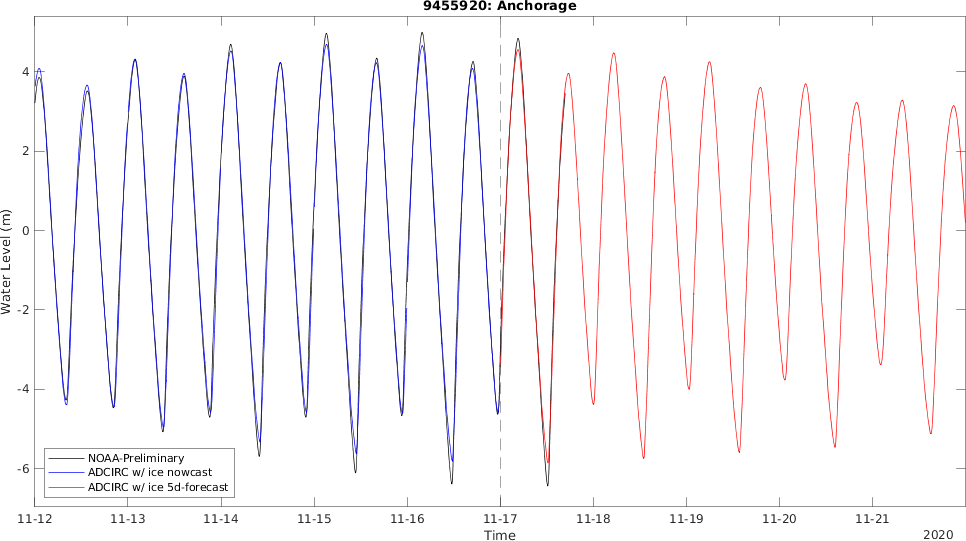 9455920: Anchorage
Water Level (m)
4
2
0
-2
-4
-6
NOAA-Preliminary
ADCIRC w/ ice nowcast
ADCIRC w/ ice 5d-forecast
11-12 11-13 11-14 11-15 11-16 11-17 11-18 11-19 11-20 11-21
Time
2020